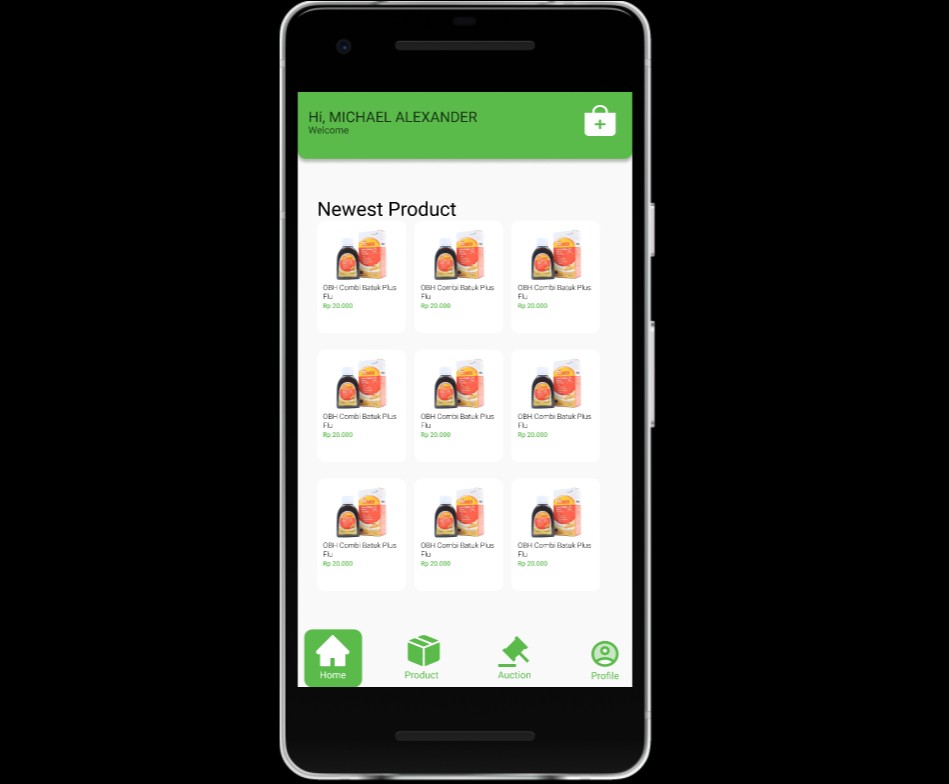 Hi, MICHAEL ALEXANDER
Welcome
Newest Product
OBH Combi Batuk Plus
Flu
Rp 20.000
OBH Combi Batuk Plus
Flu
Rp 20.000
OBH Combi Batuk Plus
Flu
Rp 20.000
OBH Combi Batuk Plus
Flu
Rp 20.000
OBH Combi Batuk Plus
Flu
Rp 20.000
OBH Combi Batuk Plus
Flu
Rp 20.000
OBH Combi Batuk Plus
Flu
Rp 20.000
OBH Combi Batuk Plus
Flu
Rp 20.000
OBH Combi Batuk Plus
Flu
Rp 20.000
Home
Product
Auction
Profile